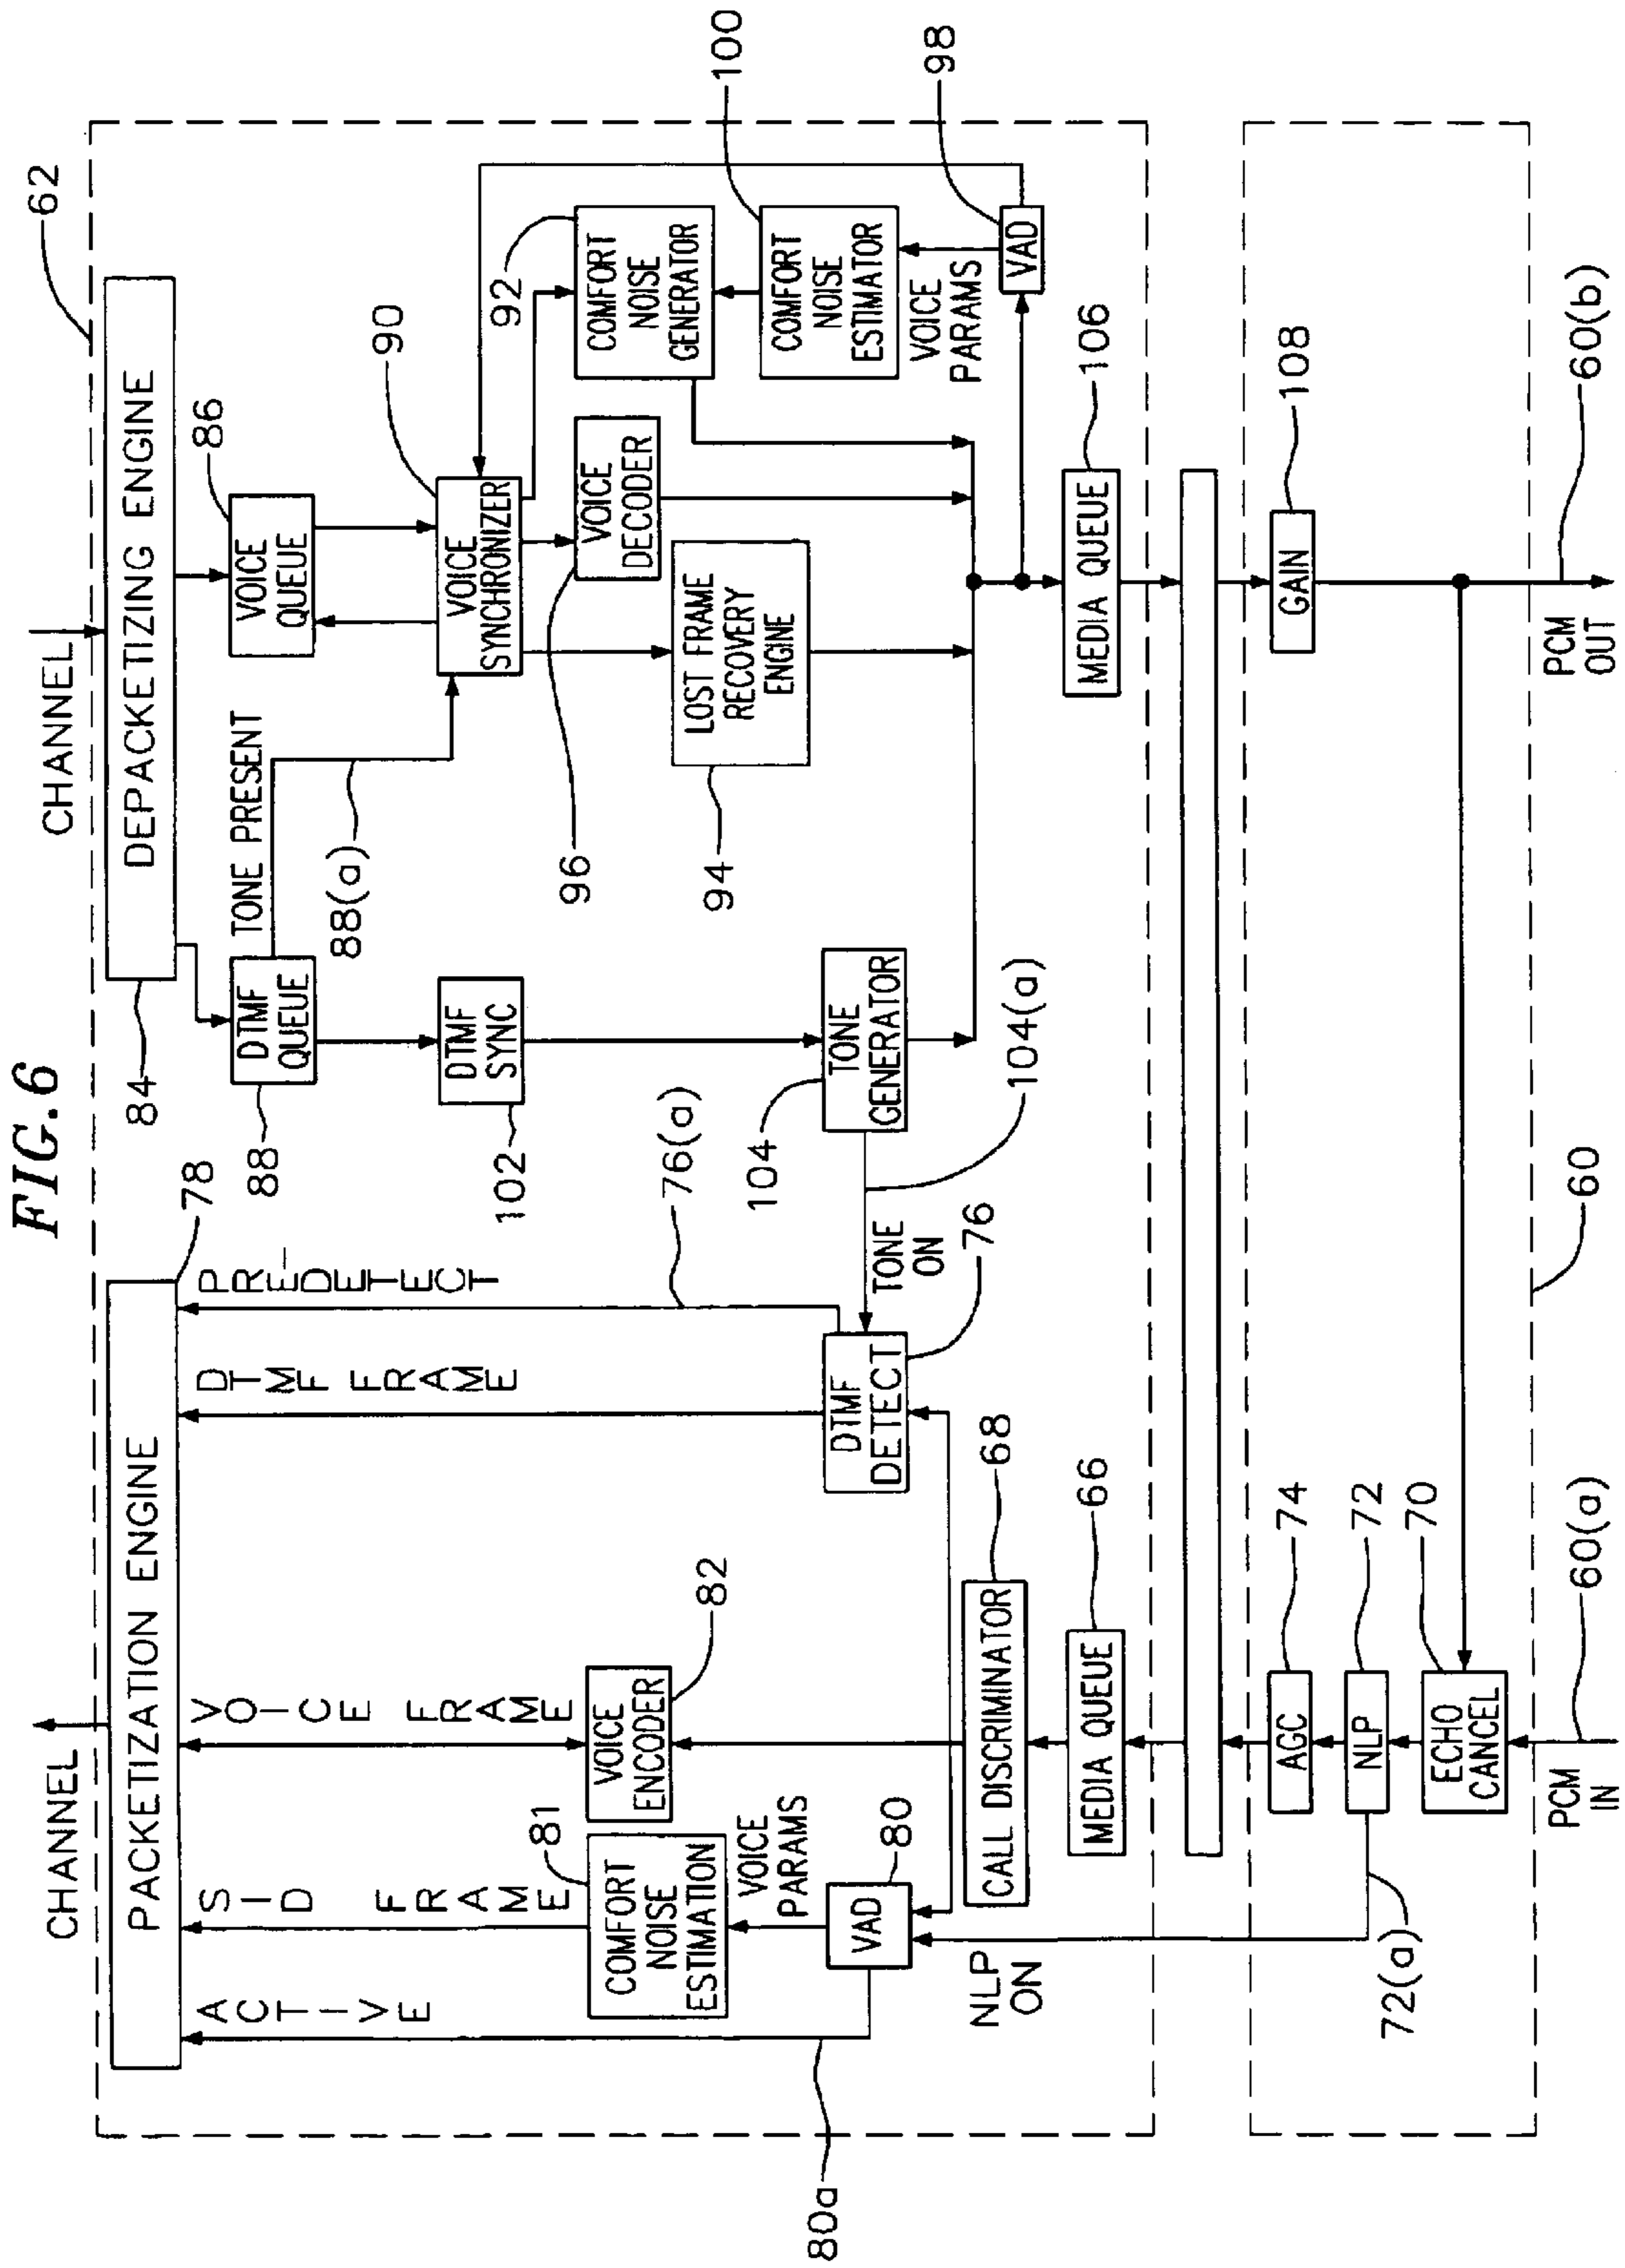 FIG.6
CHANNEL
62
DEPACKETIZING ENGINE
84
86
VOICE
QUEUE
TONE PRESENT
88(a)
DTMF
QUEUE
88
90
VOICE
SYNCHRONIZER
DTMF
SYNC
102
92
COMFORT
NOISE
GENERATOR
100
COMFORT
NOISE
ESTIMATOR
VOICE
PARAMS
98
VAD
VOICE
DECODER
96
LOST FRAME
RECOVERY
ENGINE
94
TONE
GENERATOR
104
104(a)
TONE
ON
106
MEDIA QUEUE
108
GAIN
60(b)
PCM
OUT
CHANNEL
PACKETIZATION ENGINE
78
PRE-DETECT
76(a)
DTMF FRAME
DTMF
DETECT
76
VOICE FRAME
VOICE
ENCODER
82
SID FRAME
81
COMFORT
NOISE
ESTIMATION
VOICE
PARAMS
ACTIVE
80a
VAD
80
NLP
ON
CALL DISCRIMINATOR
68
MEDIA QUEUE
66
AGC
74
NLP
72
72(a)
ECHO
CANCEL
70
60(a)
PCM
IN
60